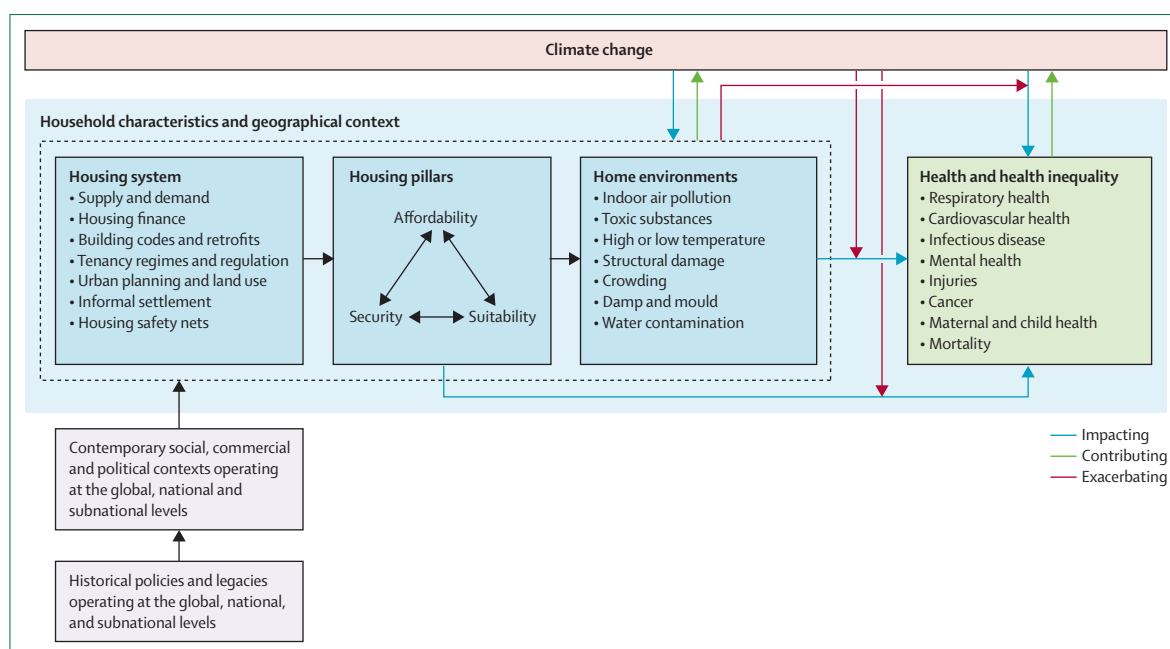 Climate change
Household characteristics and geographical context
Housing system
• Supply and demand
• Housing finance
• Building codes and retrofits
• Tenancy regimes and regulation
• Urban planning and land use
• Informal settlement
• Housing safety nets
Housing pillars
Affordability
Security
Suitability
Home environments
• Indoor air pollution
• Toxic substances
• High or low temperature
• Structural damage
• Crowding
• Damp and mould
• Water contamination
Health and health inequality
• Respiratory health
• Cardiovascular health
• Infectious disease
• Mental health
• Injuries
• Cancer
• Maternal and child health
• Mortality
Contemporary social, commercial
and political contexts operating
at the global, national and
subnational levels
Historical policies and legacies
operating at the global, national,
and subnational levels
Impacting
Contributing
Exacerbating